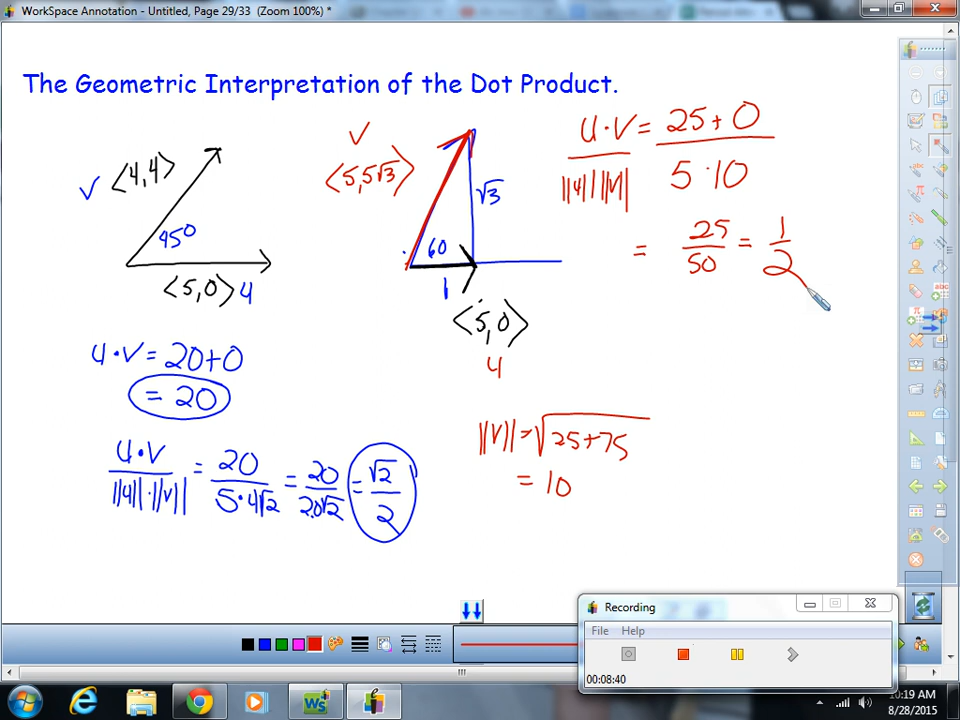 WorkSpace Annotation - Untitled, Page 29/33 (Zoom 100%) *
The Geometric Interpretation of the Dot Product.
v
⟨4,4⟩
45°
⟨5,0⟩ u
v
⟨5,5√3⟩
√3
60
1
⟨5,0⟩
u
u·v = 25+0
||u|| ||v|| 5·10
= 25/50 = 1/2
u·v = 20+0
= 20
u·v / ||u||·||v|| = 20 / 5·4√2 = 20 / 20√2 = √2 / 2
||v|| = √25+75
= 10
abc
Recording
File Help
00:08:40
Ws
10:19 AM
8/28/2015